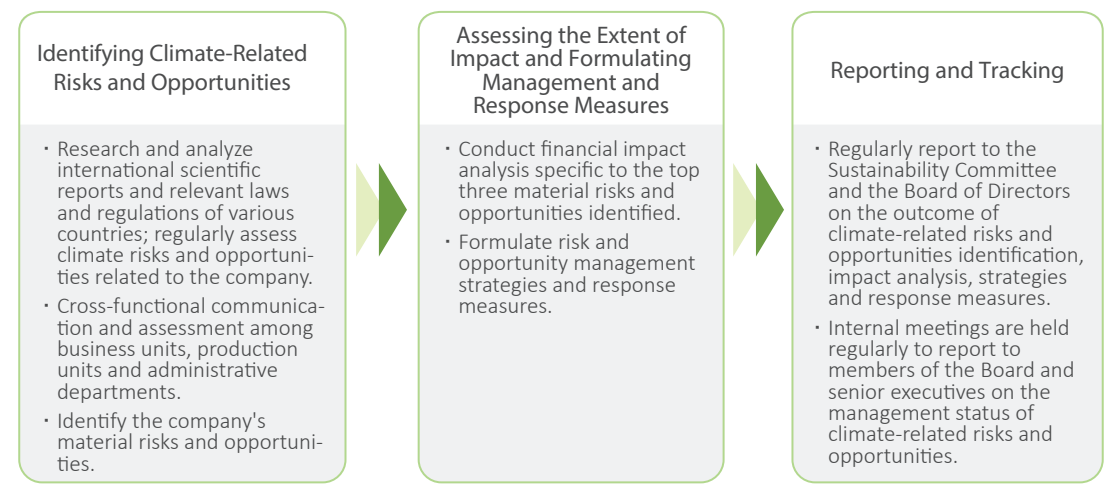 Identifying Climate-Related
Risks and Opportunities
· Research and analyze
international scientific
reports and relevant laws
and regulations of various
countries; regularly assess
climate risks and opportuni-
ties related to the company.
· Cross-functional communica-
tion and assessment among
business units, production
units and administrative
departments.
· Identify the company's
material risks and opportuni-
ties.
Assessing the Extent of
Impact and Formulating
Management and
Response Measures
· Conduct financial impact
analysis specific to the top
three material risks and
opportunities identified.
· Formulate risk and
opportunity management
strategies and response
measures.
Reporting and Tracking
· Regularly report to the
Sustainability Committee
and the Board of Directors
on the outcome of
climate-related risks and
opportunities identification,
impact analysis, strategies
and response measures.
· Internal meetings are held
regularly to report to
members of the Board and
senior executives on the
management status of
climate-related risks and
opportunities.